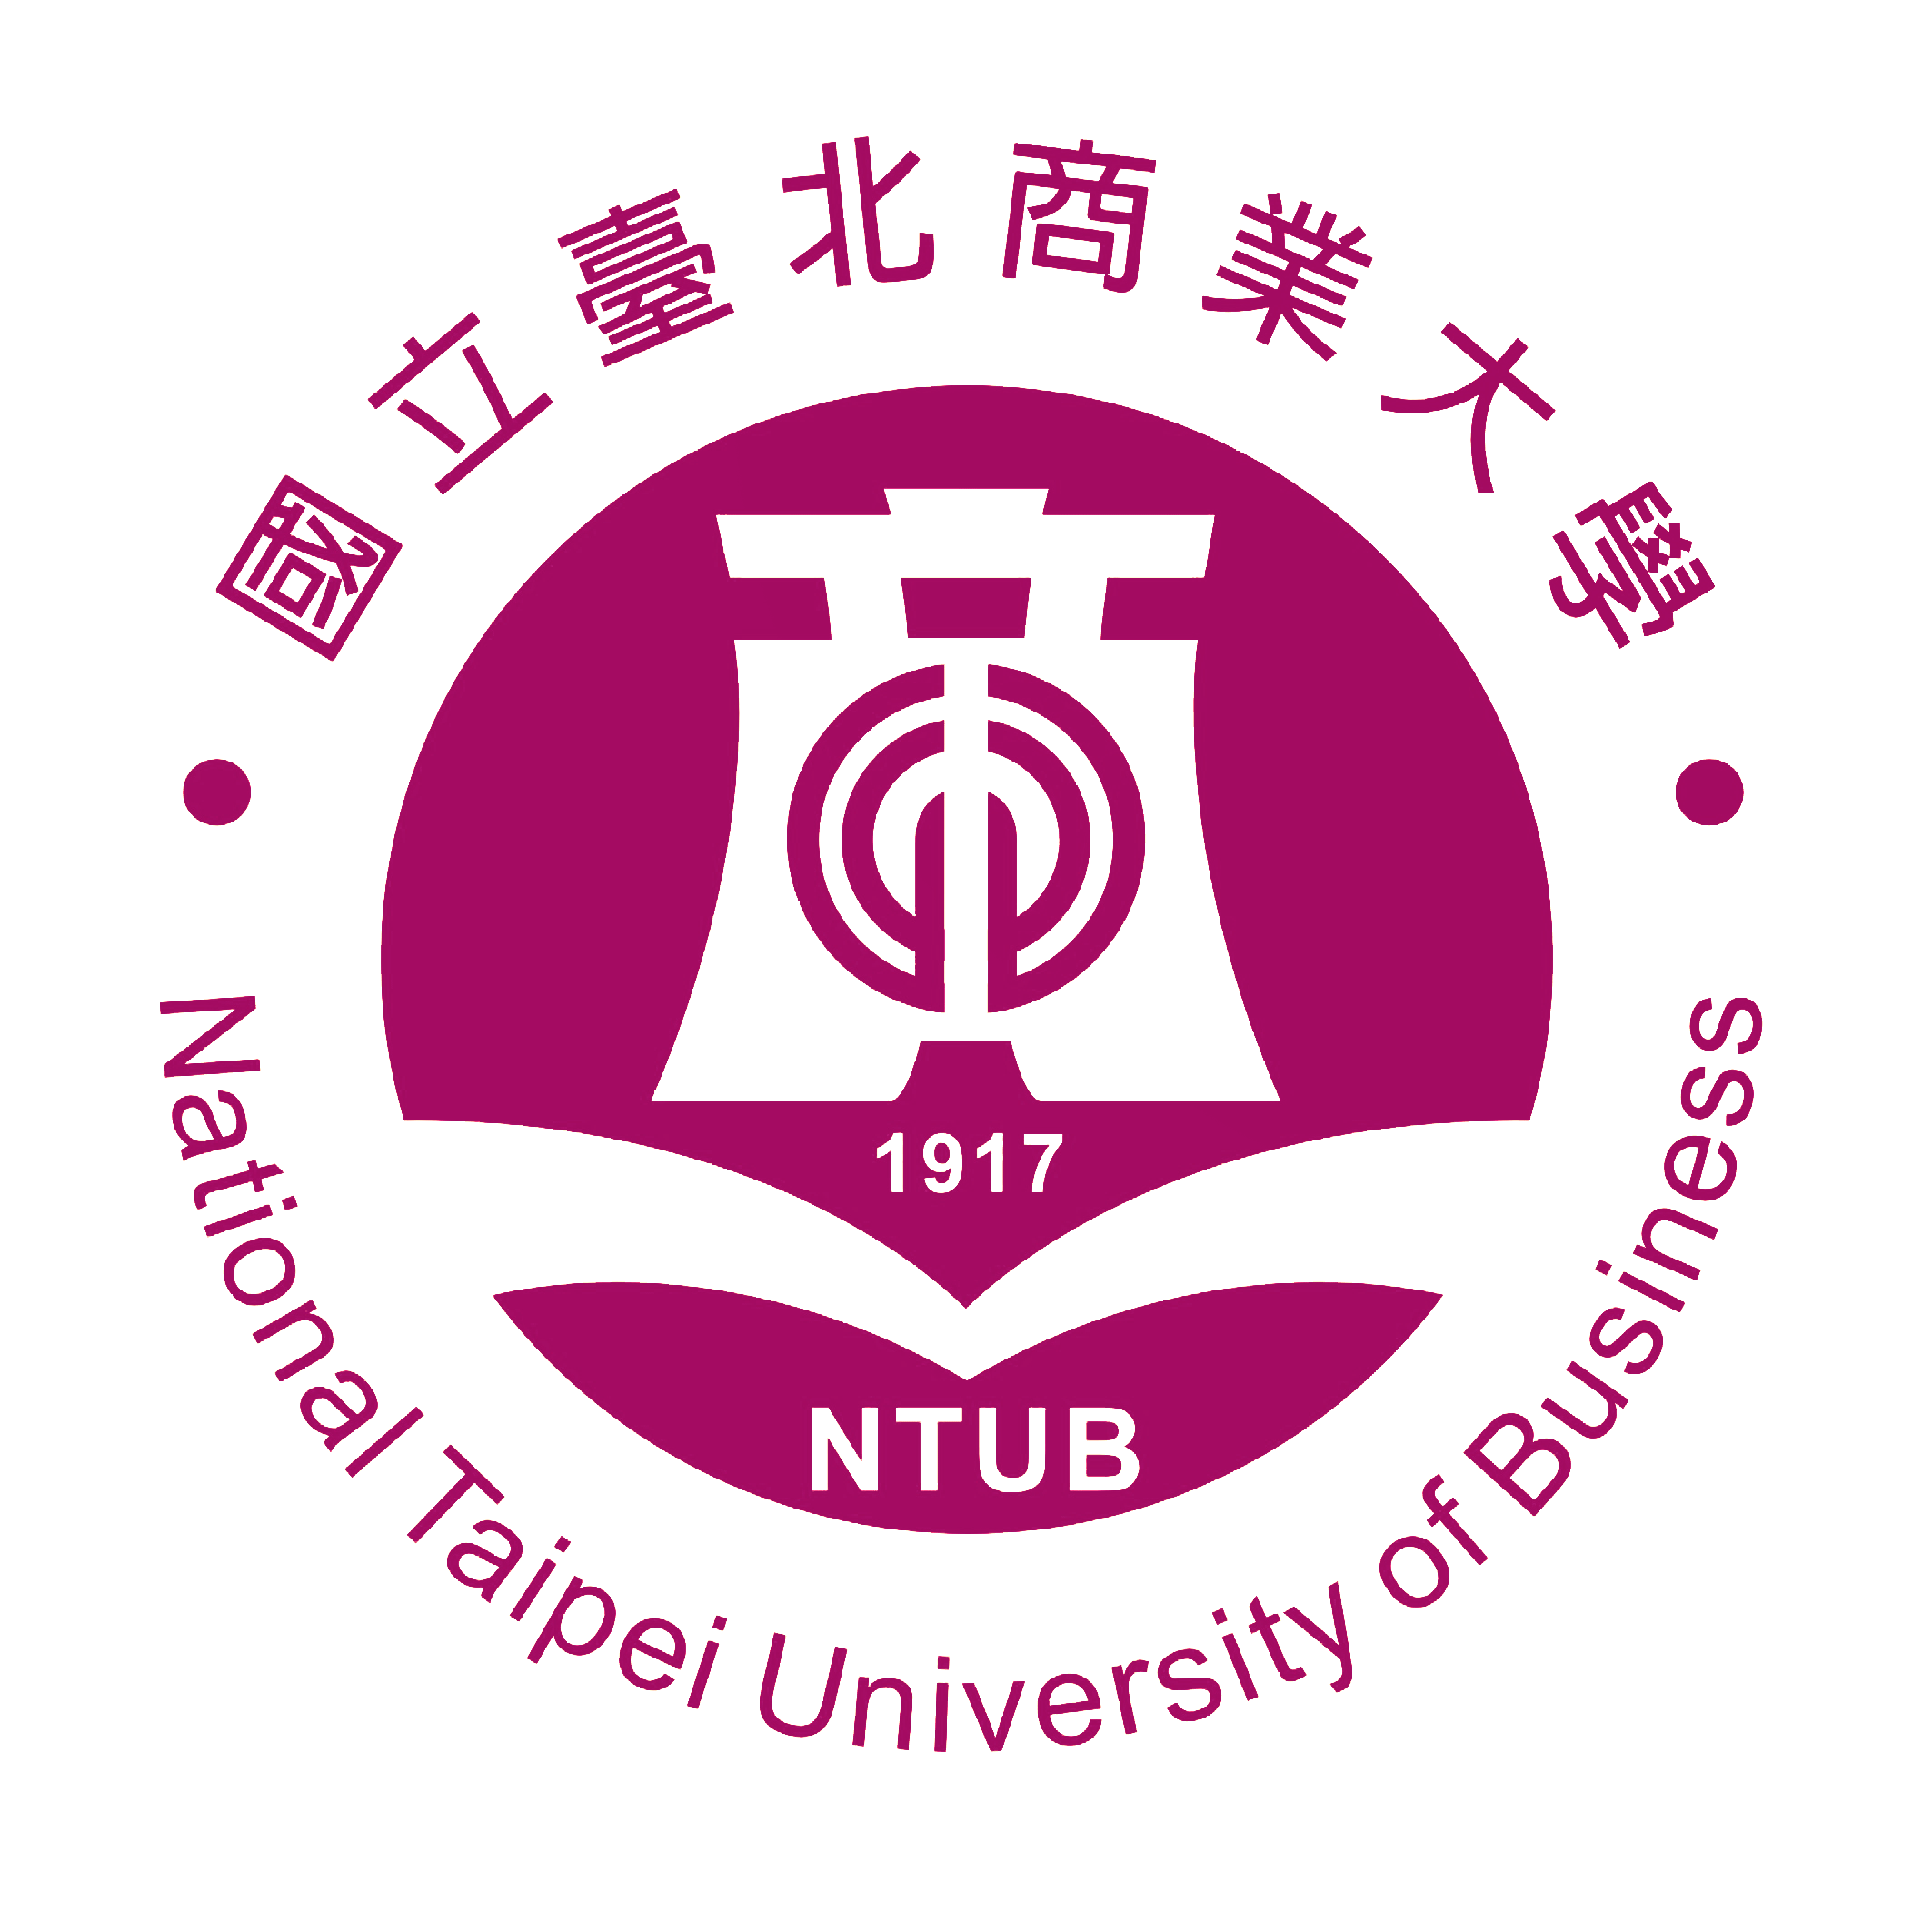 國立臺北商業大學
1917
NTUB
National Taipei University of Business